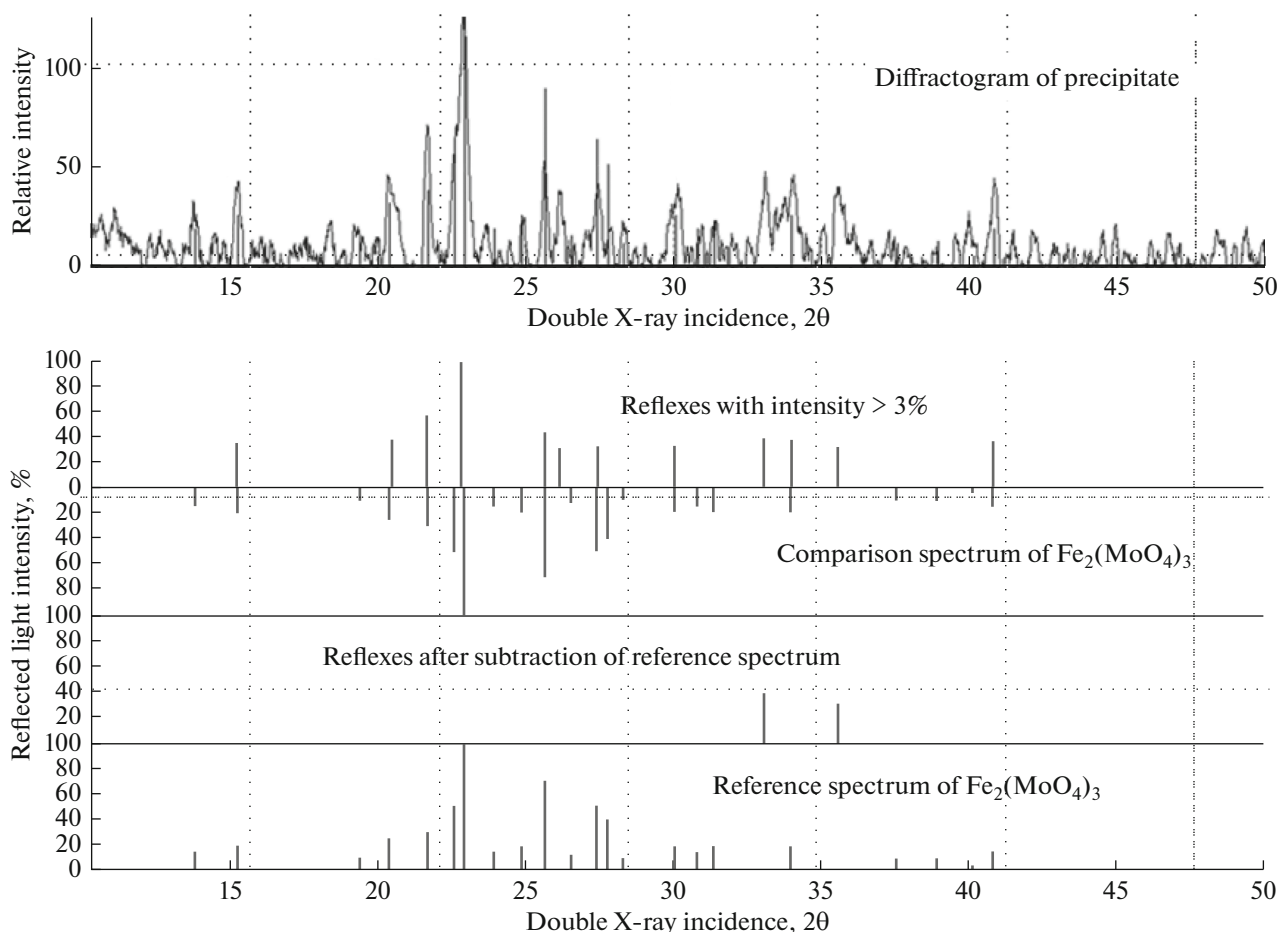 Relative intensity
100
50
0
Diffractogram of precipitate
15 20 25 30 35 40 45 50
Double X-ray incidence, 2θ
Reflected light intensity, %
100
80
60
40
20
0
Reflexes with intensity > 3%
20
40
60
80
100
Comparison spectrum of Fe₂(MoO₄)₃
80
60
40
20
Reflexes after subtraction of reference spectrum
100
80
60
40
20
0
Reference spectrum of Fe₂(MoO₄)₃
15 20 25 30 35 40 45 50
Double X-ray incidence, 2θ